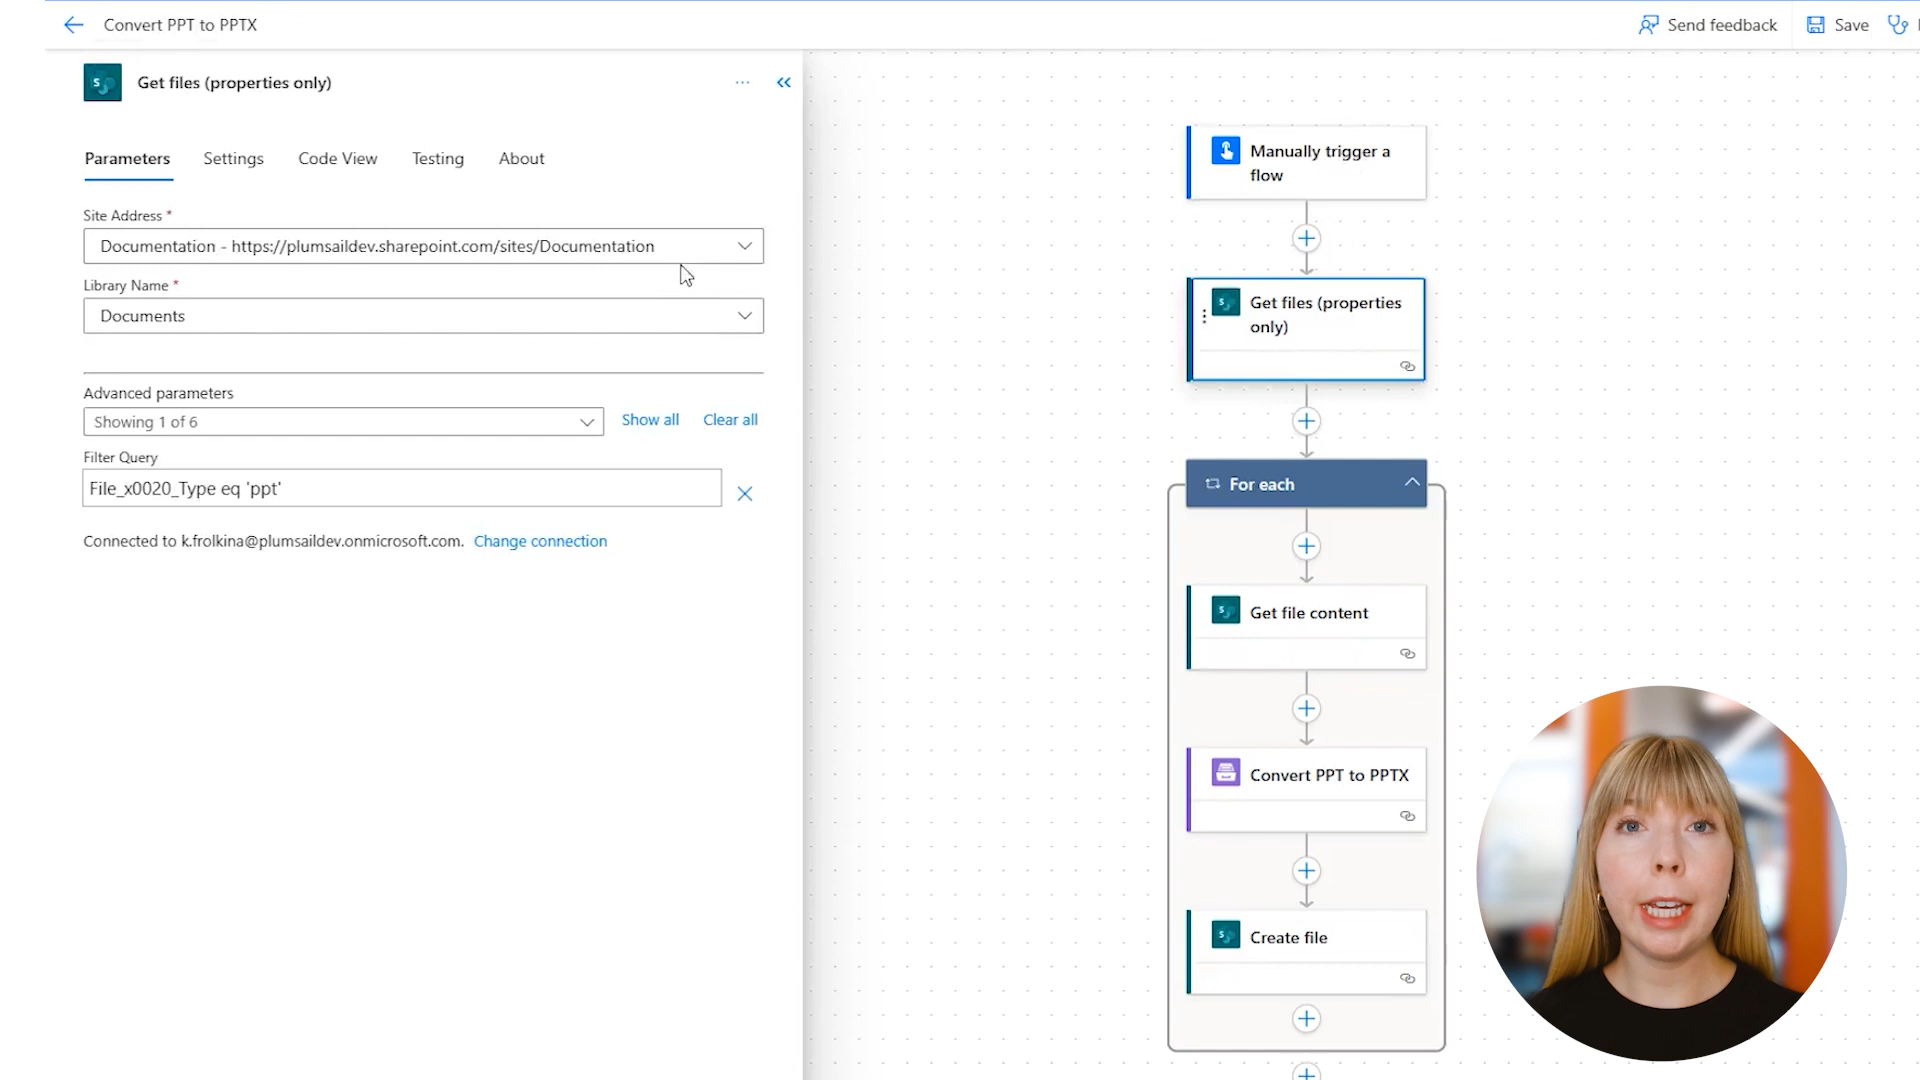 Convert PPT to PPTX
Send feedback
Save
Get files (properties only)
Parameters
Settings
Code View
Testing
About
Site Address *
Documentation - https://plumsaildev.sharepoint.com/sites/Documentation
Library Name *
Documents
Advanced parameters
Showing 1 of 6
Show all
Clear all
Filter Query
File_x0020_Type eq 'ppt'
Connected to k.frolkina@plumsaildev.onmicrosoft.com. Change connection
Manually trigger a
flow
Get files (properties
only)
For each
Get file content
Convert PPT to PPTX
Create file